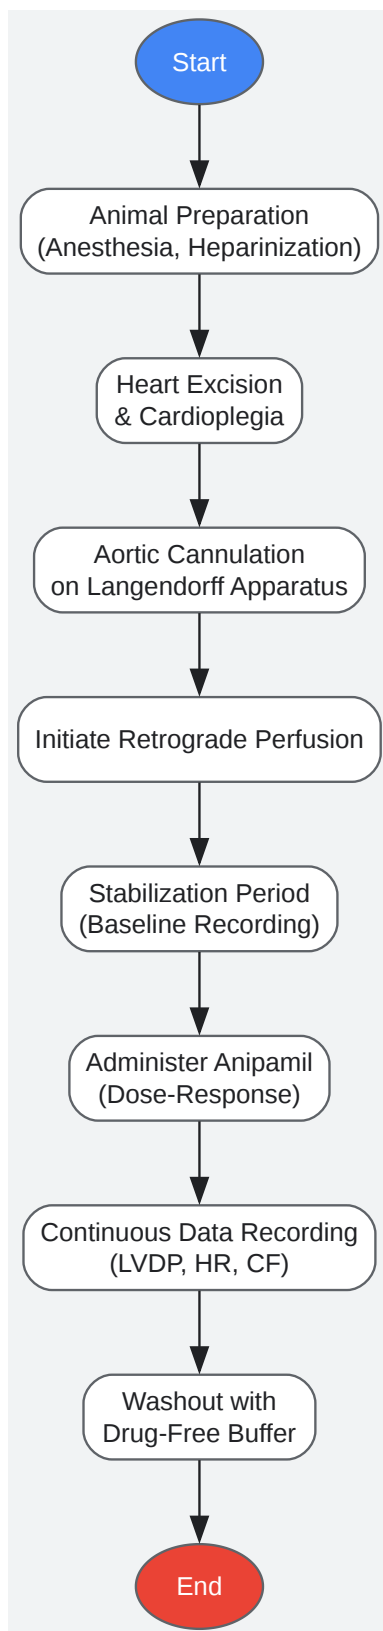 Start
Animal Preparation
(Anesthesia, Heparinization)
Heart Excision
& Cardioplegia
Aortic Cannulation
on Langendorff Apparatus
Initiate Retrograde Perfusion
Stabilization Period
(Baseline Recording)
Administer Anipamil
(Dose-Response)
Continuous Data Recording
(LVDP, HR, CF)
Washout with
Drug-Free Buffer
End